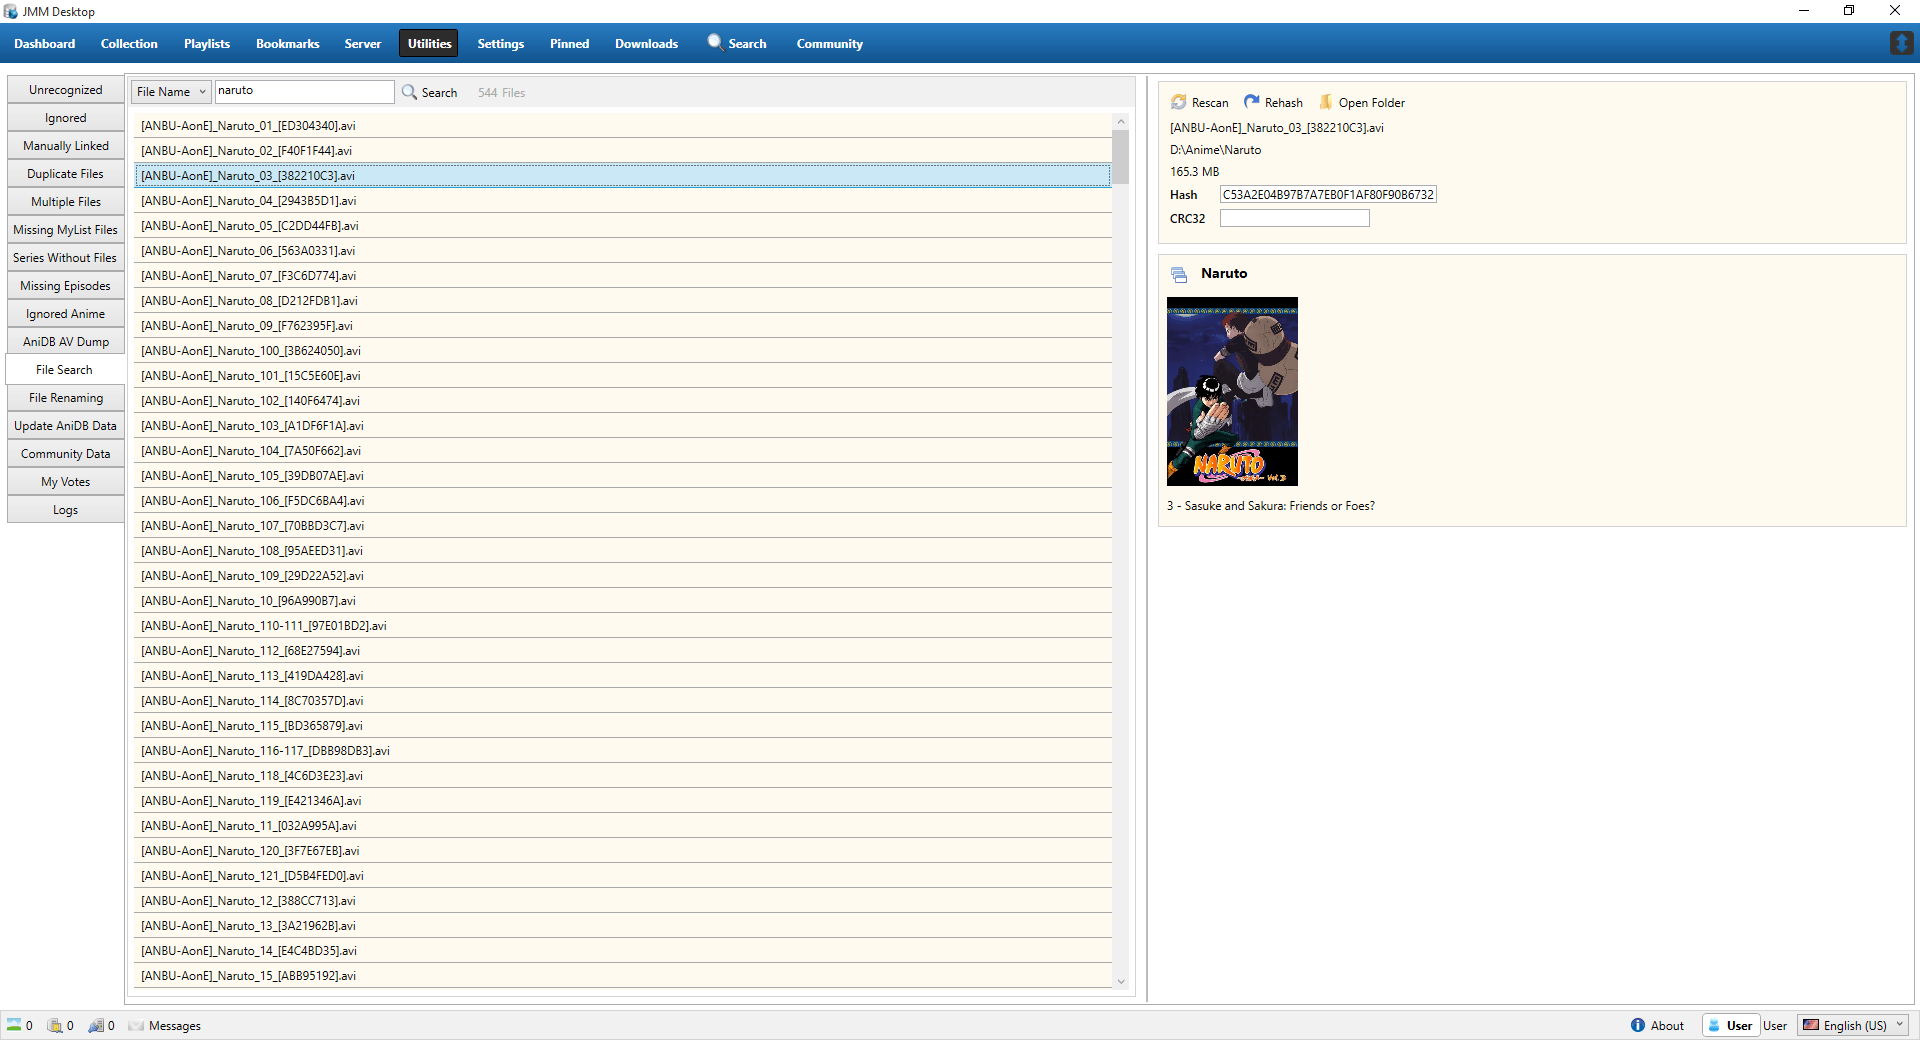 JMM Desktop
Dashboard Collection Playlists Bookmarks Server Utilities Settings Pinned Downloads Search Community
Unrecognized
Ignored
Manually Linked
Duplicate Files
Multiple Files
Missing MyList Files
Series Without Files
Missing Episodes
Ignored Anime
AniDB AV Dump
File Search
File Renaming
Update AniDB Data
Community Data
My Votes
Logs
File Name naruto Search 544 Files
[ANBU-AonE]_Naruto_01_[ED304340].avi
[ANBU-AonE]_Naruto_02_[F40F1F44].avi
[ANBU-AonE]_Naruto_03_[382210C3].avi
[ANBU-AonE]_Naruto_04_[2943B5D1].avi
[ANBU-AonE]_Naruto_05_[C2DD44FB].avi
[ANBU-AonE]_Naruto_06_[563A0331].avi
[ANBU-AonE]_Naruto_07_[F3C6D774].avi
[ANBU-AonE]_Naruto_08_[D212FDB1].avi
[ANBU-AonE]_Naruto_09_[F762395F].avi
[ANBU-AonE]_Naruto_100_[3B624050].avi
[ANBU-AonE]_Naruto_101_[15C5E60E].avi
[ANBU-AonE]_Naruto_102_[140F6474].avi
[ANBU-AonE]_Naruto_103_[A1DF6F1A].avi
[ANBU-AonE]_Naruto_104_[7A50F662].avi
[ANBU-AonE]_Naruto_105_[39DB07AE].avi
[ANBU-AonE]_Naruto_106_[F5DC6BA4].avi
[ANBU-AonE]_Naruto_107_[70BBD3C7].avi
[ANBU-AonE]_Naruto_108_[95AEED31].avi
[ANBU-AonE]_Naruto_109_[29D22A52].avi
[ANBU-AonE]_Naruto_10_[96A990B7].avi
[ANBU-AonE]_Naruto_110-111_[97E01BD2].avi
[ANBU-AonE]_Naruto_112_[68E27594].avi
[ANBU-AonE]_Naruto_113_[419DA428].avi
[ANBU-AonE]_Naruto_114_[8C70357D].avi
[ANBU-AonE]_Naruto_115_[BD365879].avi
[ANBU-AonE]_Naruto_116-117_[DBB98DB3].avi
[ANBU-AonE]_Naruto_118_[4C6D3E23].avi
[ANBU-AonE]_Naruto_119_[E421346A].avi
[ANBU-AonE]_Naruto_11_[032A995A].avi
[ANBU-AonE]_Naruto_120_[3F7E67EB].avi
[ANBU-AonE]_Naruto_121_[D5B4FED0].avi
[ANBU-AonE]_Naruto_12_[388CC713].avi
[ANBU-AonE]_Naruto_13_[3A21962B].avi
[ANBU-AonE]_Naruto_14_[E4C4BD35].avi
[ANBU-AonE]_Naruto_15_[ABB95192].avi
Rescan Rehash Open Folder
[ANBU-AonE]_Naruto_03_[382210C3].avi
D:\Anime\Naruto
165.3 MB
Hash C53A2E04B97B7A7EB0F1AF80F90B6732
CRC32
Naruto
NARUTO
Vol. 3
3 - Sasuke and Sakura: Friends or Foes?
0 0 0 Messages
About User User English (US)